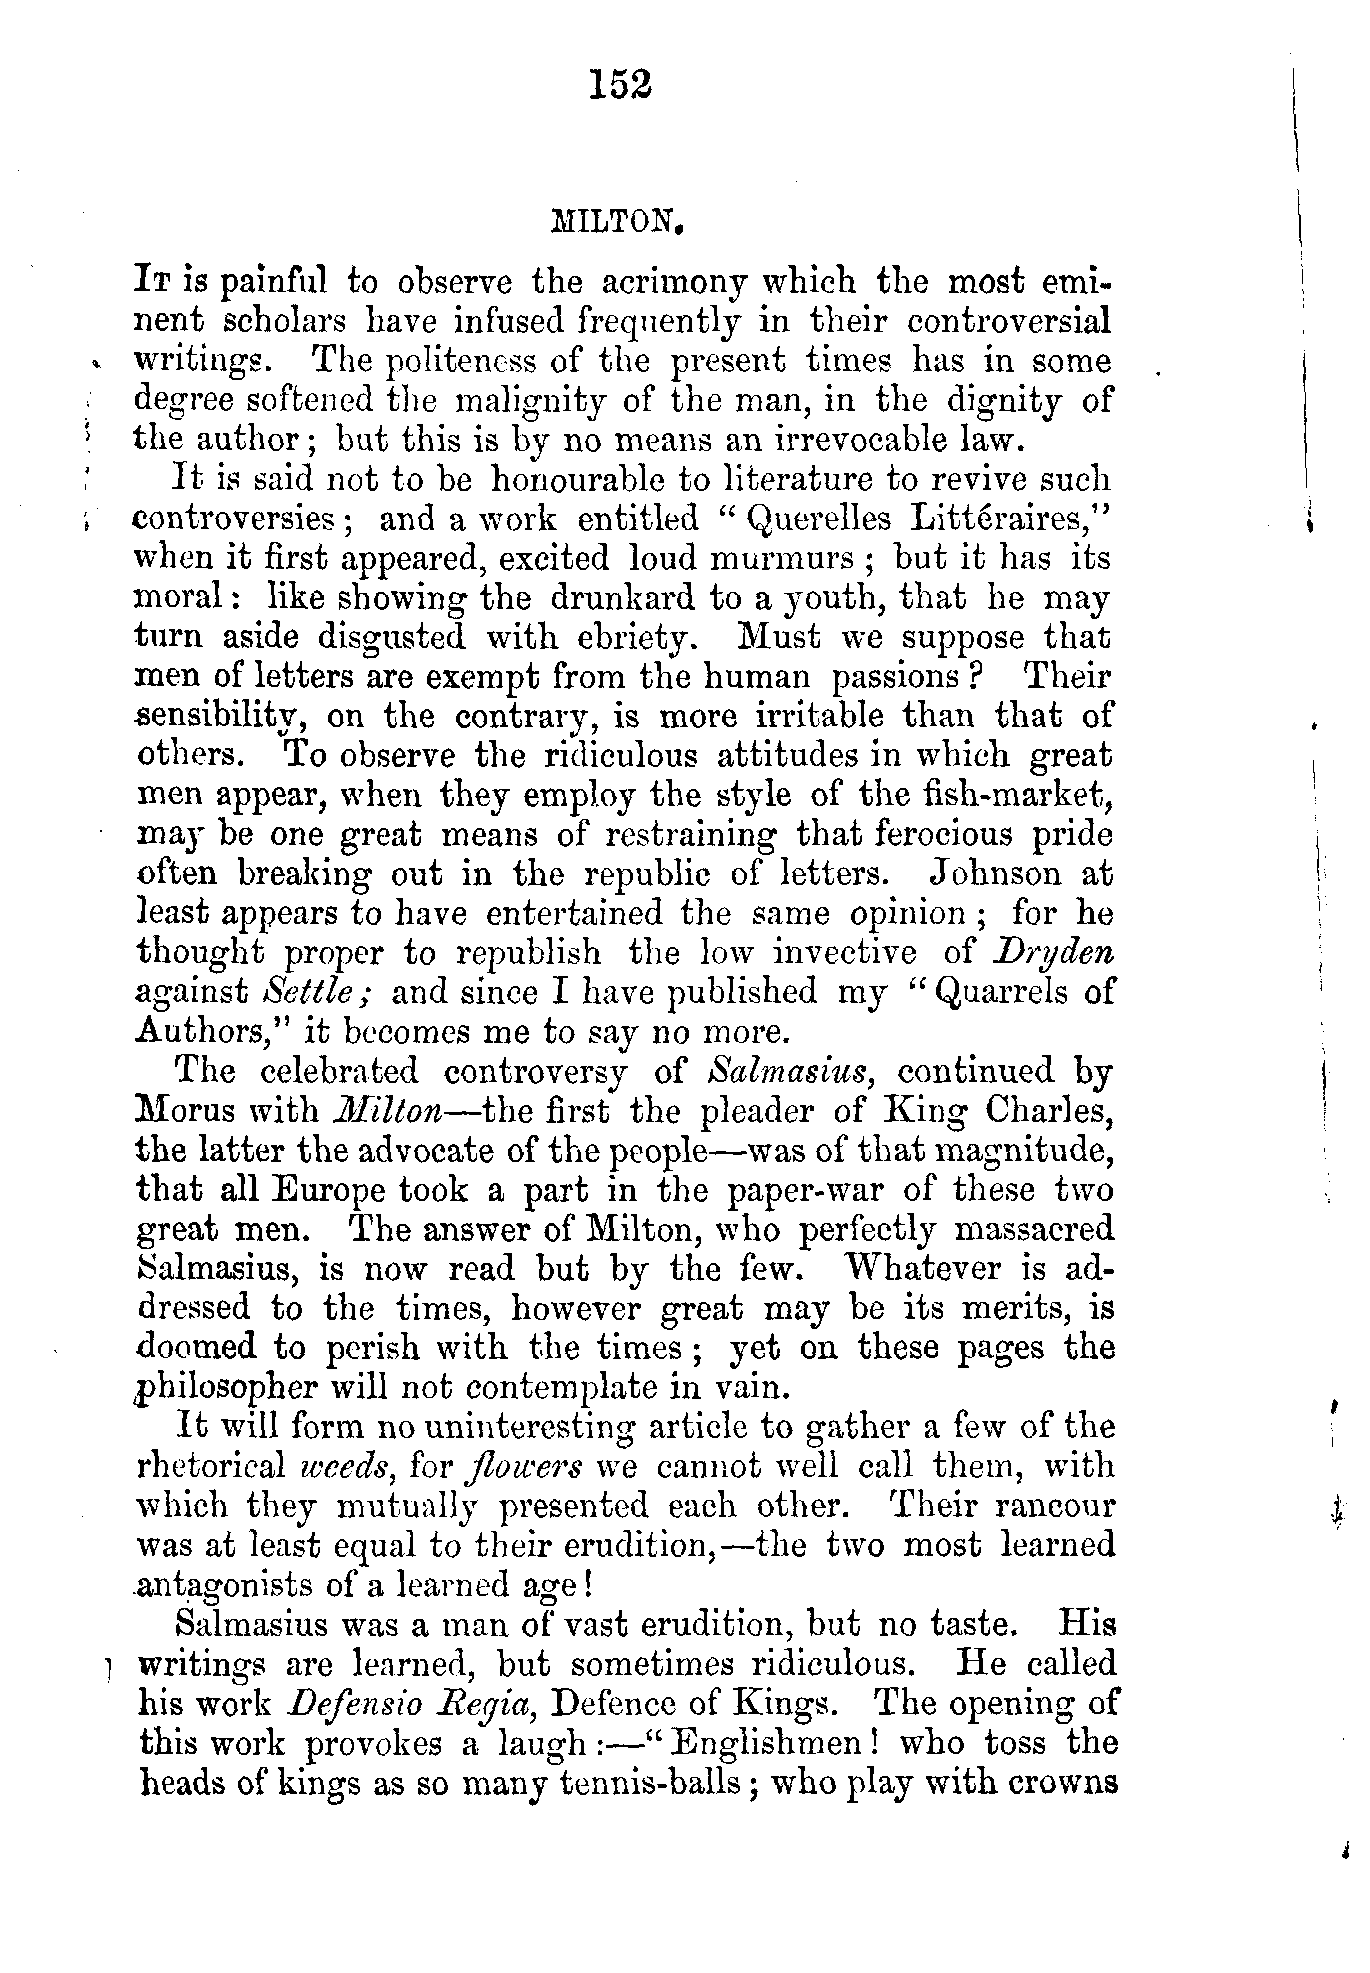 152
MILTON.
IT is painful to observe the acrimony which the most emi-
nent scholars have infused frequently in their controversial
writings. The politeness of the present times has in some
degree softened the malignity of the man, in the dignity of
the author; but this is by no means an irrevocable law.
It is said not to be honourable to literature to revive such
controversies; and a work entitled "Querelles Littéraires,"
when it first appeared, excited loud murmurs; but it has its
moral: like showing the drunkard to a youth, that he may
turn aside disgusted with ebriety. Must we suppose that
men of letters are exempt from the human passions? Their
sensibility, on the contrary, is more irritable than that of
others. To observe the ridiculous attitudes in which great
men appear, when they employ the style of the fish-market,
may be one great means of restraining that ferocious pride
often breaking out in the republic of letters. Johnson at
least appears to have entertained the same opinion; for he
thought proper to republish the low invective of Dryden
against Settle; and since I have published my "Quarrels of
Authors," it becomes me to say no more.
The celebrated controversy of Salmasius, continued by
Morus with Milton—the first the pleader of King Charles,
the latter the advocate of the people—was of that magnitude,
that all Europe took a part in the paper-war of these two
great men. The answer of Milton, who perfectly massacred
Salmasius, is now read but by the few. Whatever is ad-
dressed to the times, however great may be its merits, is
doomed to perish with the times; yet on these pages the
philosopher will not contemplate in vain.
It will form no uninteresting article to gather a few of the
rhetorical weeds, for flowers we cannot well call them, with
which they mutually presented each other. Their rancour
was at least equal to their erudition,—the two most learned
antagonists of a learned age!
Salmasius was a man of vast erudition, but no taste. His
writings are learned, but sometimes ridiculous. He called
his work Defensio Regia, Defence of Kings. The opening of
this work provokes a laugh:—"Englishmen! who toss the
heads of kings as so many tennis-balls; who play with crowns